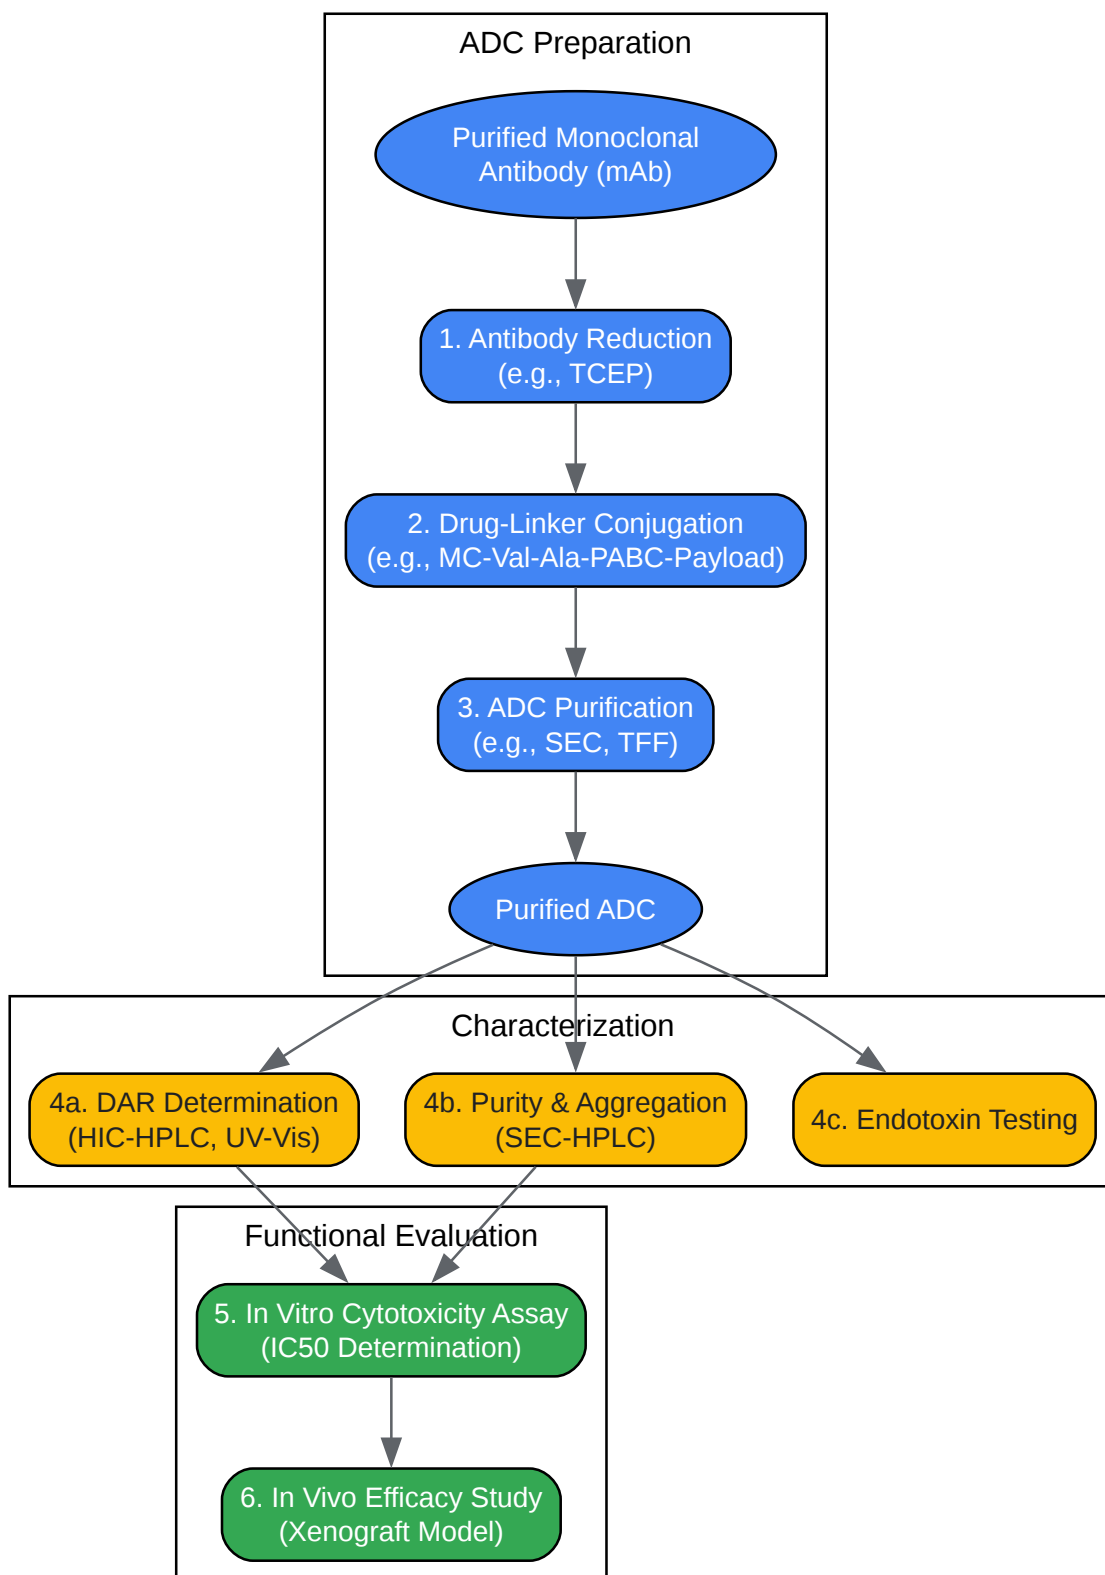 ADC Preparation
Purified Monoclonal
Antibody (mAb)
1. Antibody Reduction
(e.g., TCEP)
2. Drug-Linker Conjugation
(e.g., MC-Val-Ala-PABC-Payload)
3. ADC Purification
(e.g., SEC, TFF)
Purified ADC
Characterization
4a. DAR Determination
(HIC-HPLC, UV-Vis)
4b. Purity & Aggregation
(SEC-HPLC)
4c. Endotoxin Testing
Functional Evaluation
5. In Vitro Cytotoxicity Assay
(IC50 Determination)
6. In Vivo Efficacy Study
(Xenograft Model)